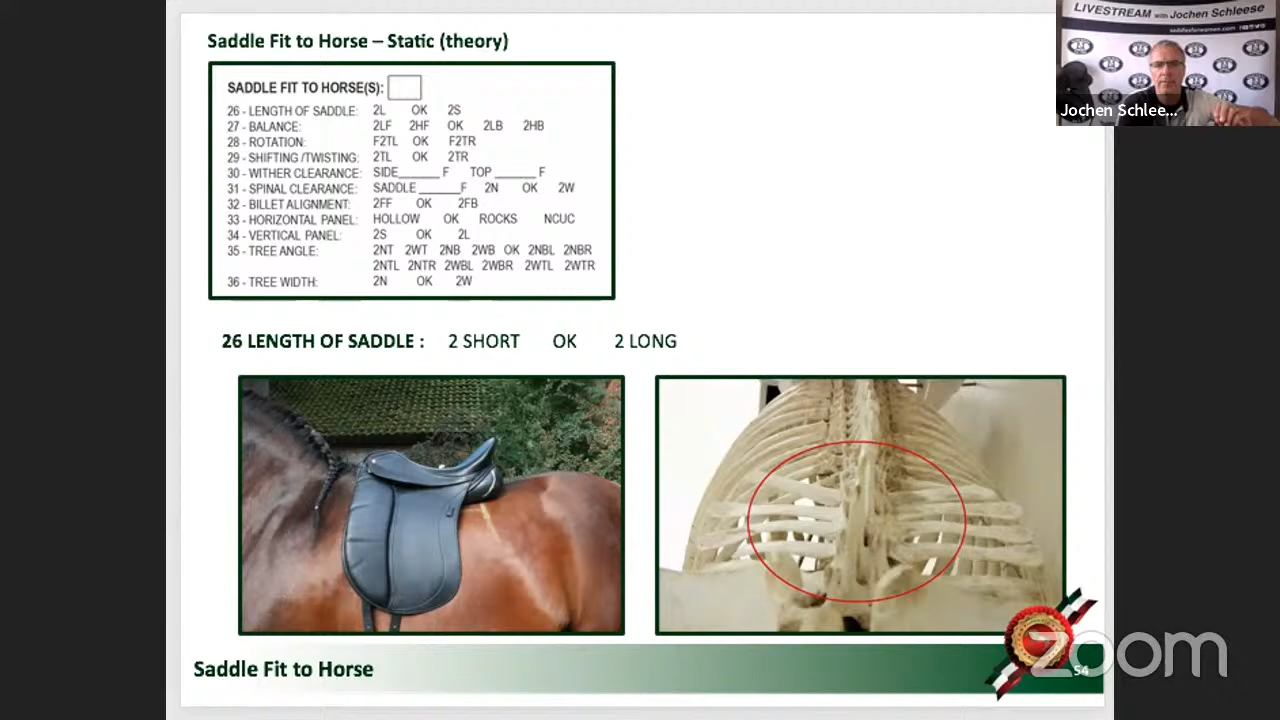 Saddle Fit to Horse – Static (theory)
SADDLE FIT TO HORSE(S):
26 - LENGTH OF SADDLE: 2L OK 2S
27 - BALANCE: 2LF 2HF OK 2LB 2HB
28 - ROTATION: F2TL OK F2TR
29 - SHIFTING /TWISTING: 2TL OK 2TR
30 - WITHER CLEARANCE: SIDE______ F TOP ______ F
31 - SPINAL CLEARANCE: SADDLE ______F 2N OK 2W
32 - BILLET ALIGNMENT: 2FF OK 2FB
33 - HORIZONTAL PANEL: HOLLOW OK ROCKS NCUC
34 - VERTICAL PANEL: 2S OK 2L
35 - TREE ANGLE: 2NT 2WT 2NB 2WB OK 2NBL 2NBR
2NTL 2NTR 2WBL 2WBR 2WTL 2WTR
36 - TREE WIDTH: 2N OK 2W
26 LENGTH OF SADDLE : 2 SHORT OK 2 LONG
Saddle Fit to Horse
54
zoom
LIVESTREAM with Jochen Schleese
saddlesforwomen.com
Jochen Schlee...